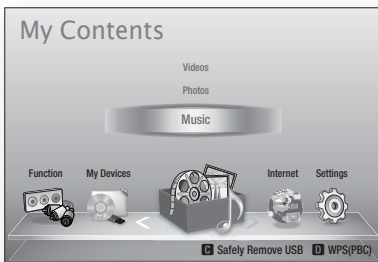 My Contents
Videos
Photos
Music
Function My Devices Internet Settings
C Safely Remove USB D WPS(PBC)